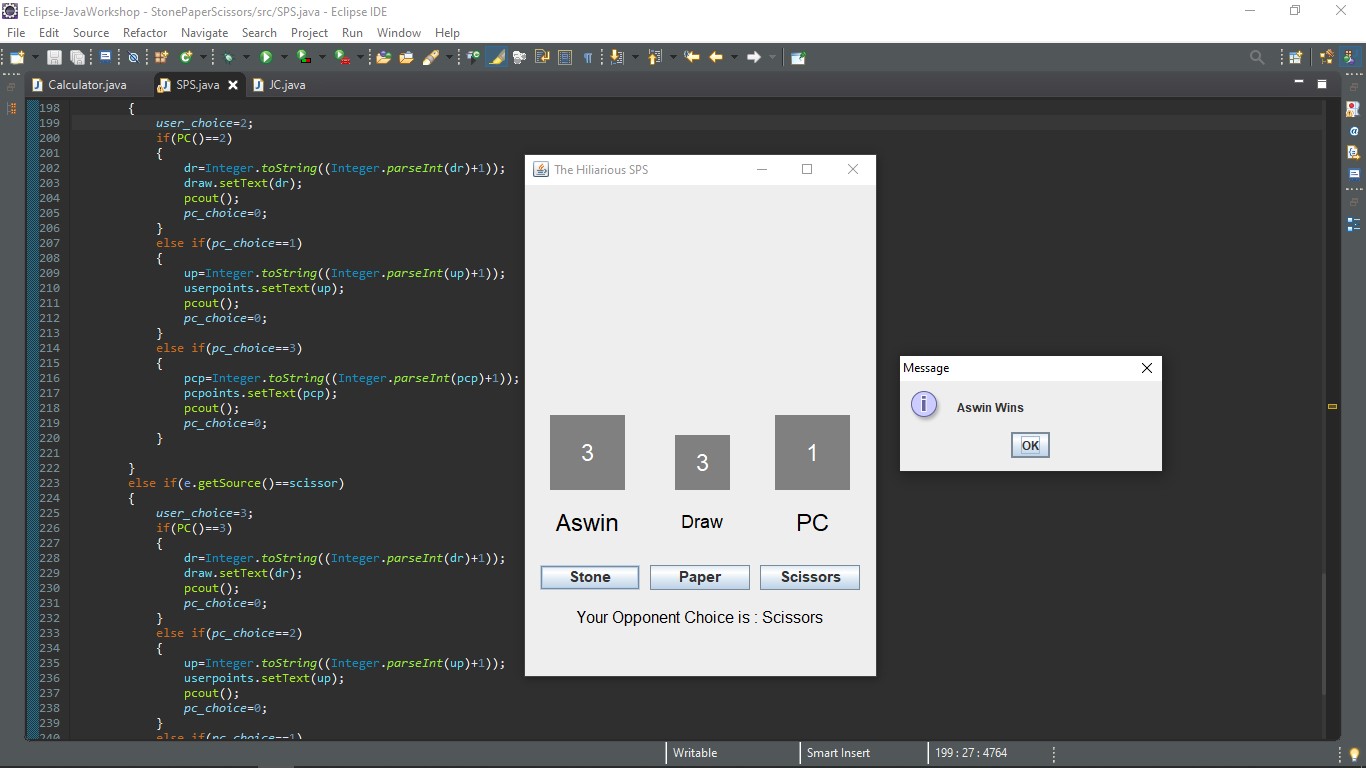 Eclipse-JavaWorkshop - StonePaperScissors/src/SPS.java - Eclipse IDE
File Edit Source Refactor Navigate Search Project Run Window Help
Calculator.java SPS.java JC.java
198 {
199 user_choice=2;
200 if(PC()==2)
201 {
202 dr=Integer.toString((Integer.parseInt(dr)+1));
203 draw.setText(dr);
204 pcout();
205 pc_choice=0;
206 }
207 else if(pc_choice==1)
208 {
209 up=Integer.toString((Integer.parseInt(up)+1));
210 userpoints.setText(up);
211 pcout();
212 pc_choice=0;
213 }
214 else if(pc_choice==3)
215 {
216 pcp=Integer.toString((Integer.parseInt(pcp)+1));
217 pcpoints.setText(pcp);
218 pcout();
219 pc_choice=0;
220 }
221
222 }
223 else if(e.getSource()==scissor)
224 {
225 user_choice=3;
226 if(PC()==3)
227 {
228 dr=Integer.toString((Integer.parseInt(dr)+1));
229 draw.setText(dr);
230 pcout();
231 pc_choice=0;
232 }
233 else if(pc_choice==2)
234 {
235 up=Integer.toString((Integer.parseInt(up)+1));
236 userpoints.setText(up);
237 pcout();
238 pc_choice=0;
239 }
240 else if(pc_choice==1)
The Hiliarious SPS
3 3 1
Aswin Draw PC
Stone Paper Scissors
Your Opponent Choice is : Scissors
Message
Aswin Wins
OK
Writable Smart Insert 199 : 27 : 4764